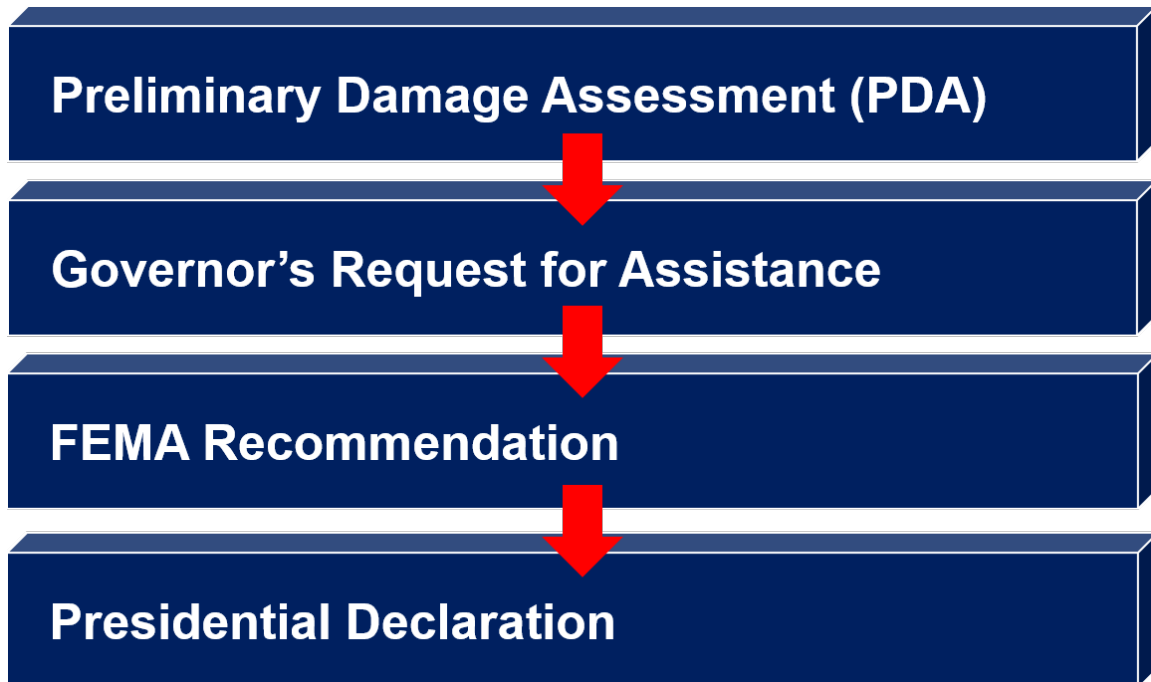 Preliminary Damage Assessment (PDA)
Governor’s Request for Assistance
FEMA Recommendation
Presidential Declaration